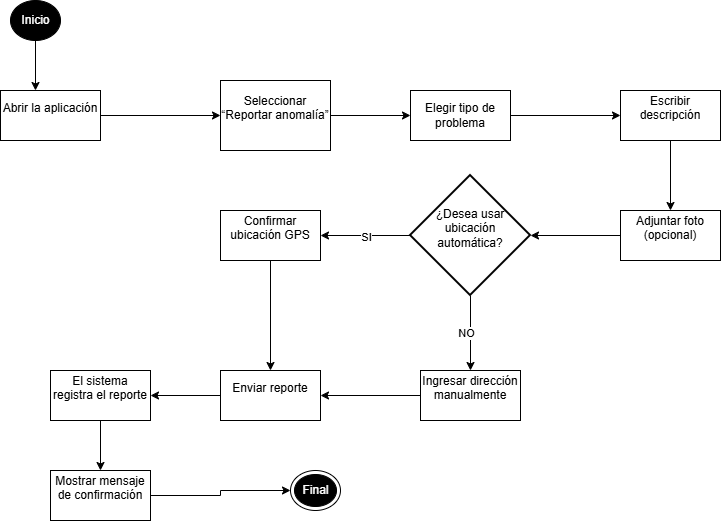 Inicio
Abrir la aplicación
Seleccionar
“Reportar anomalía”
Elegir tipo de
problema
Escribir
descripción
Adjuntar foto
(opcional)
¿Desea usar
ubicación
automática?
SI
Confirmar
ubicación GPS
NO
Ingresar dirección
manualmente
Enviar reporte
El sistema
registra el reporte
Mostrar mensaje
de confirmación
Final